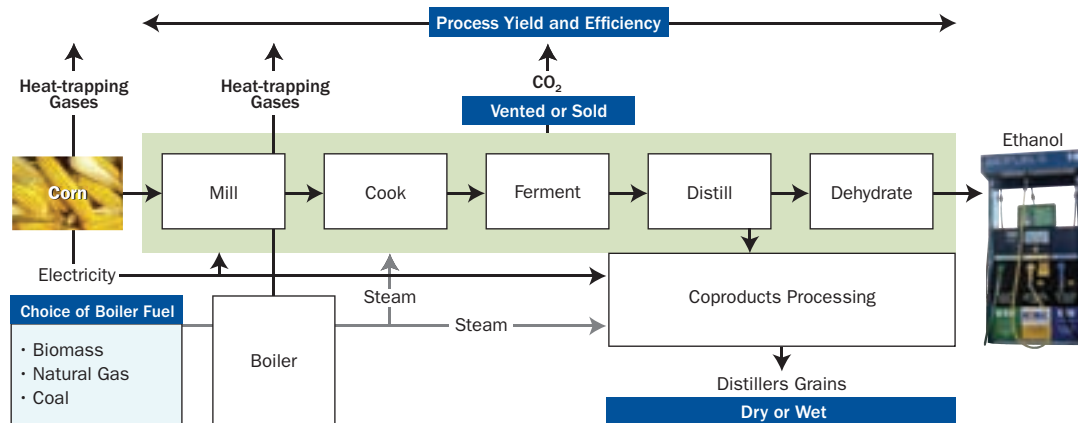 Process Yield and Efficiency
Heat-trapping
Gases
Heat-trapping
Gases
CO₂
Vented or Sold
Ethanol
Corn
Mill
Cook
Ferment
Distill
Dehydrate
Electricity
Steam
Steam
Coproducts Processing
Choice of Boiler Fuel
· Biomass
· Natural Gas
· Coal
Boiler
Distillers Grains
Dry or Wet